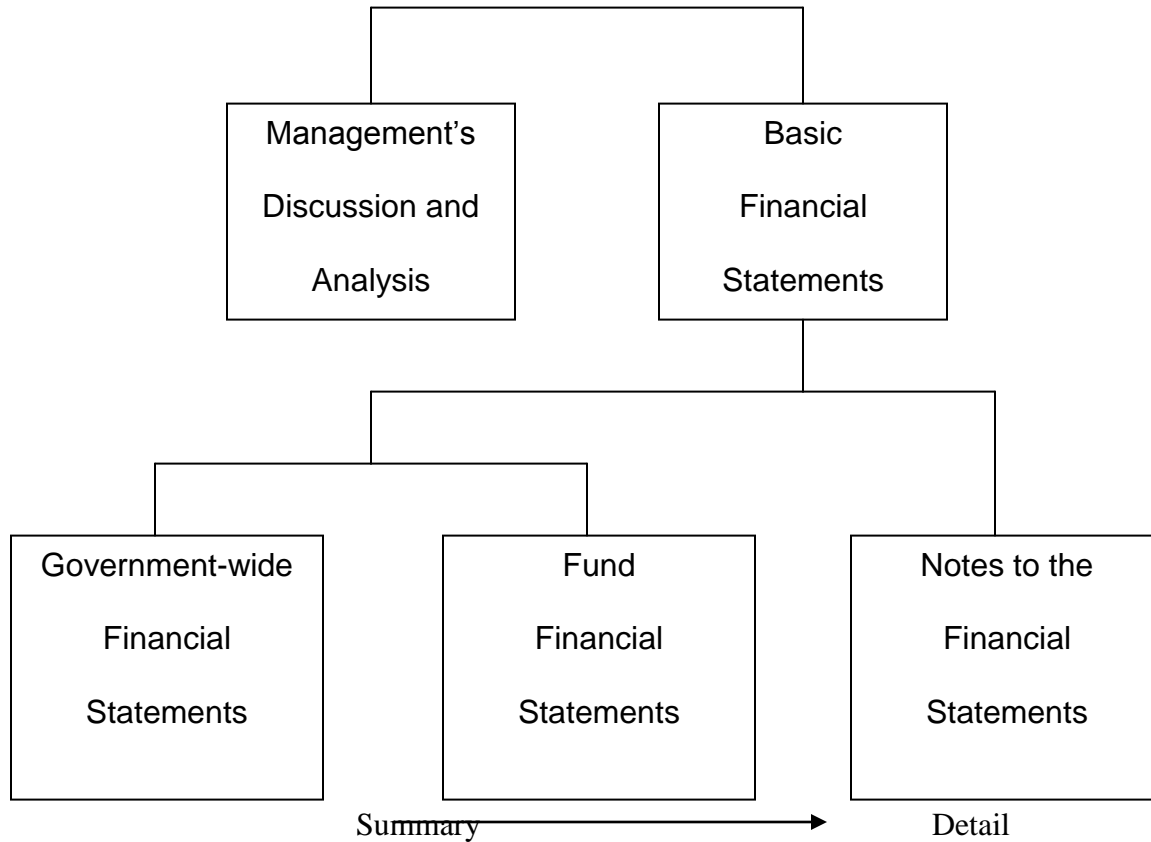 Management’s
Discussion and
Analysis
Basic
Financial
Statements
Government-wide
Financial
Statements
Fund
Financial
Statements
Notes to the
Financial
Statements
Summary Detail